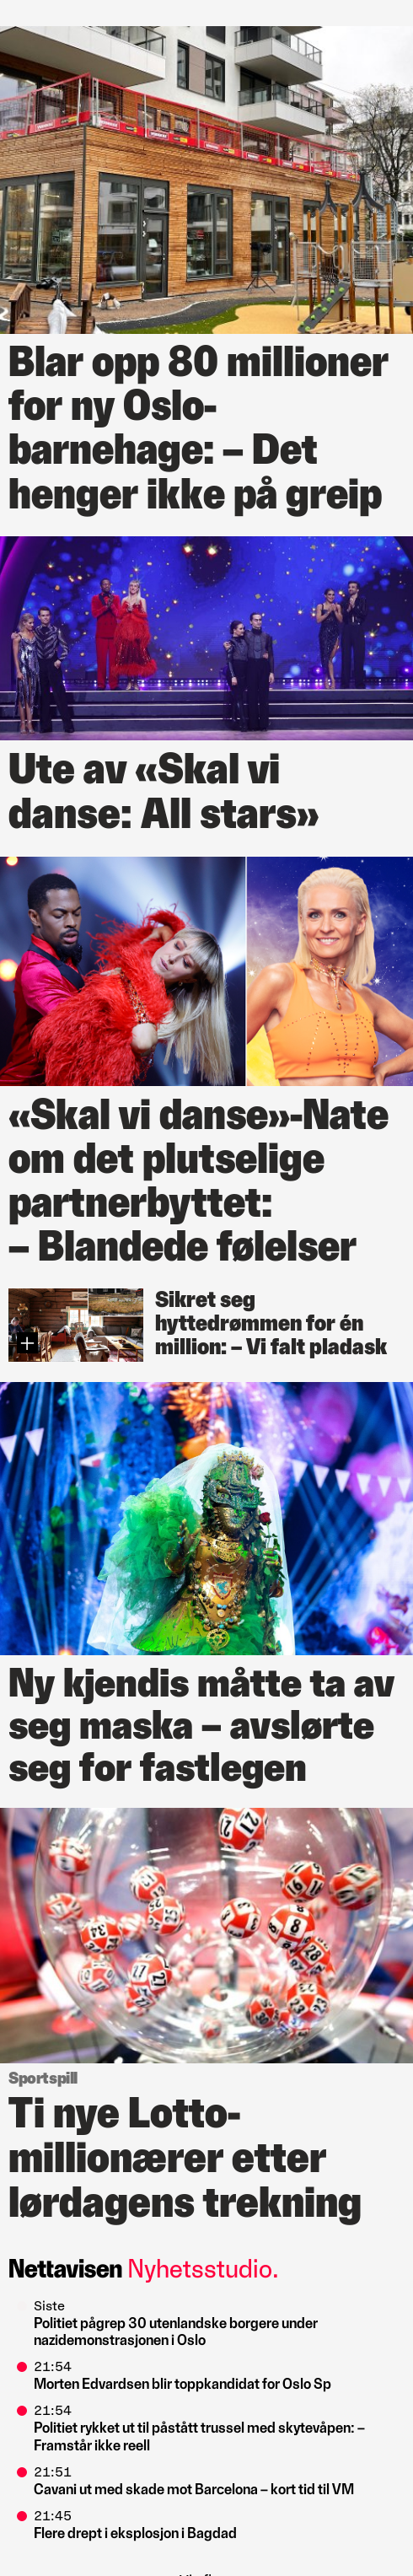 Blar opp 80 millioner
for ny Oslo-
barnehage: – Det
henger ikke på greip
Ute av «Skal vi
danse: All stars»
«Skal vi danse»-Nate
om det plutselige
partnerbyttet:
– Blandede følelser
Sikret seg
hyttedrømmen for én
million: – Vi falt pladask
Ny kjendis måtte ta av
seg maska – avslørte
seg for fastlegen
Sportspill
Ti nye Lotto-
millionærer etter
lørdagens trekning
Nettavisen Nyhetsstudio.
Siste
Politiet pågrep 30 utenlandske borgere under
nazidemonstrasjonen i Oslo
21:54
Morten Edvardsen blir toppkandidat for Oslo Sp
21:54
Politiet rykket ut til påstått trussel med skytevåpen: –
Framstår ikke reell
21:51
Cavani ut med skade mot Barcelona – kort tid til VM
21:45
Flere drept i eksplosjon i Bagdad